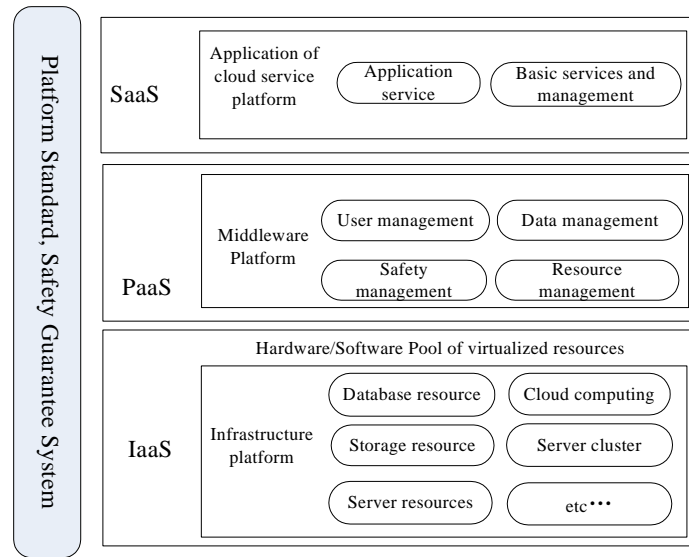 Platform Standard, Safety Guarantee System
SaaS
Application of
cloud service
platform
Application
service
Basic services and
management
PaaS
Middleware
Platform
User management
Data management
Safety
management
Resource
management
IaaS
Hardware/Software Pool of virtualized resources
Infrastructure
platform
Database resource
Cloud computing
Storage resource
Server cluster
Server resources
etc⋯